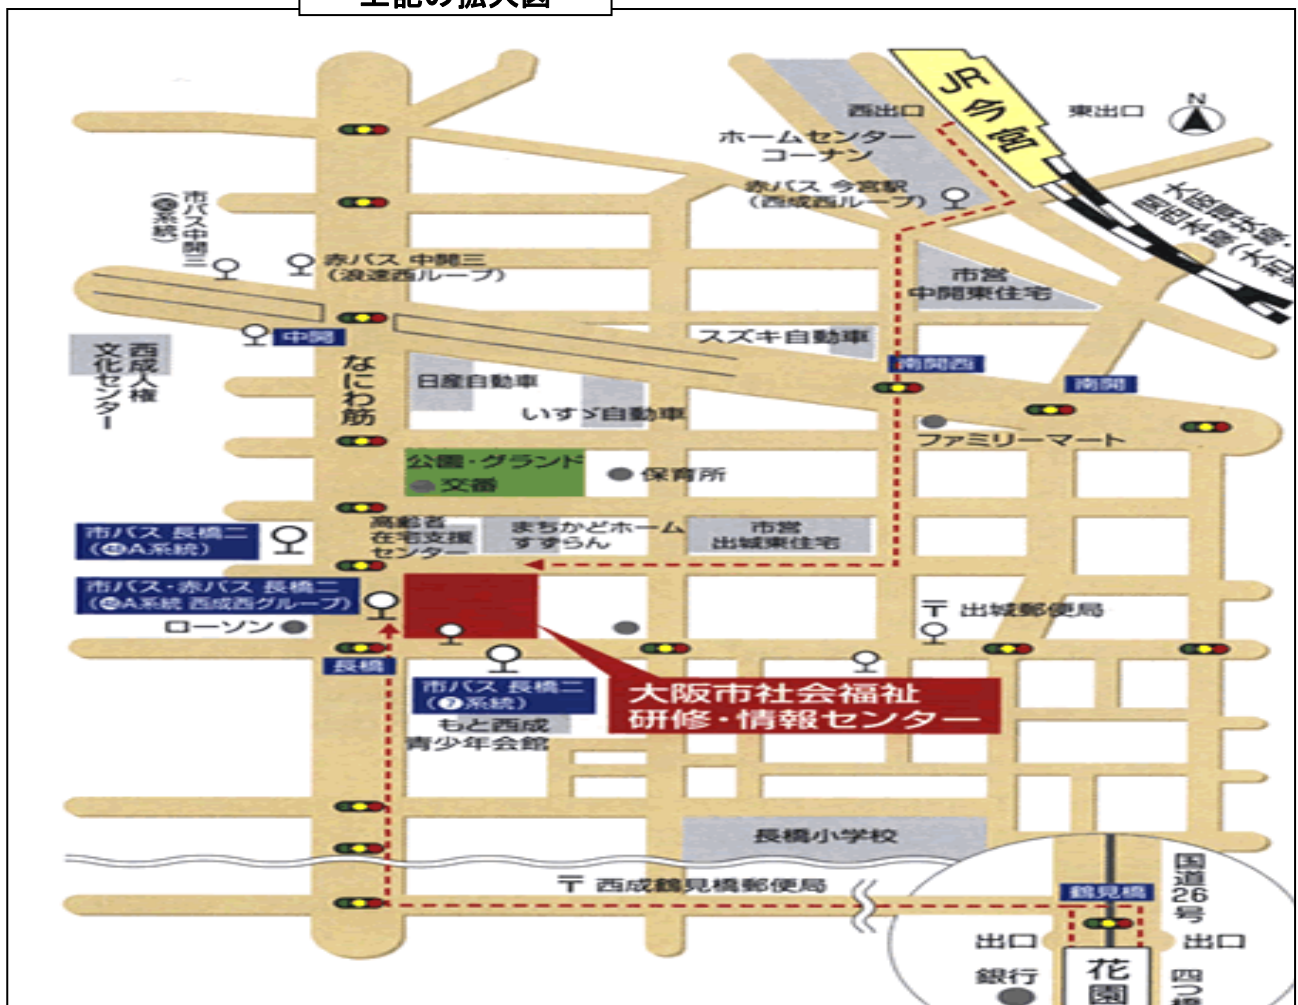 上記の拡大図
JR今宮
西出口
東出口
N
ホームセンター
コーナン
赤バス 今宮駅
(西成西ループ)
市バス中開三
赤バス 中開三
(浪速西ループ)
大阪環状線・
関西本線(大和
市営
中開東住宅
中開
スズキ自動車
西成人権
文化センター
なにわ筋
日産自動車
いすゞ自動車
南開西
南開
ファミリーマート
公園・グランド
交番
保育所
高齢者
在宅支援
センター
まちかどホーム
すずらん
市営
出城東住宅
市バス 長橋二
A系統)
市バス・赤バス 長橋二
A系統 西成西グループ)
ローソン
〒 出城郵便局
長橋
市バス 長橋二
(❼系統)
もと西成
青少年会館
大阪市社会福祉
研修・情報センター
長橋小学校
〒 西成鶴見橋郵便局
鶴見橋
国道26号
出口
出口
銀行
花園
四つ橋